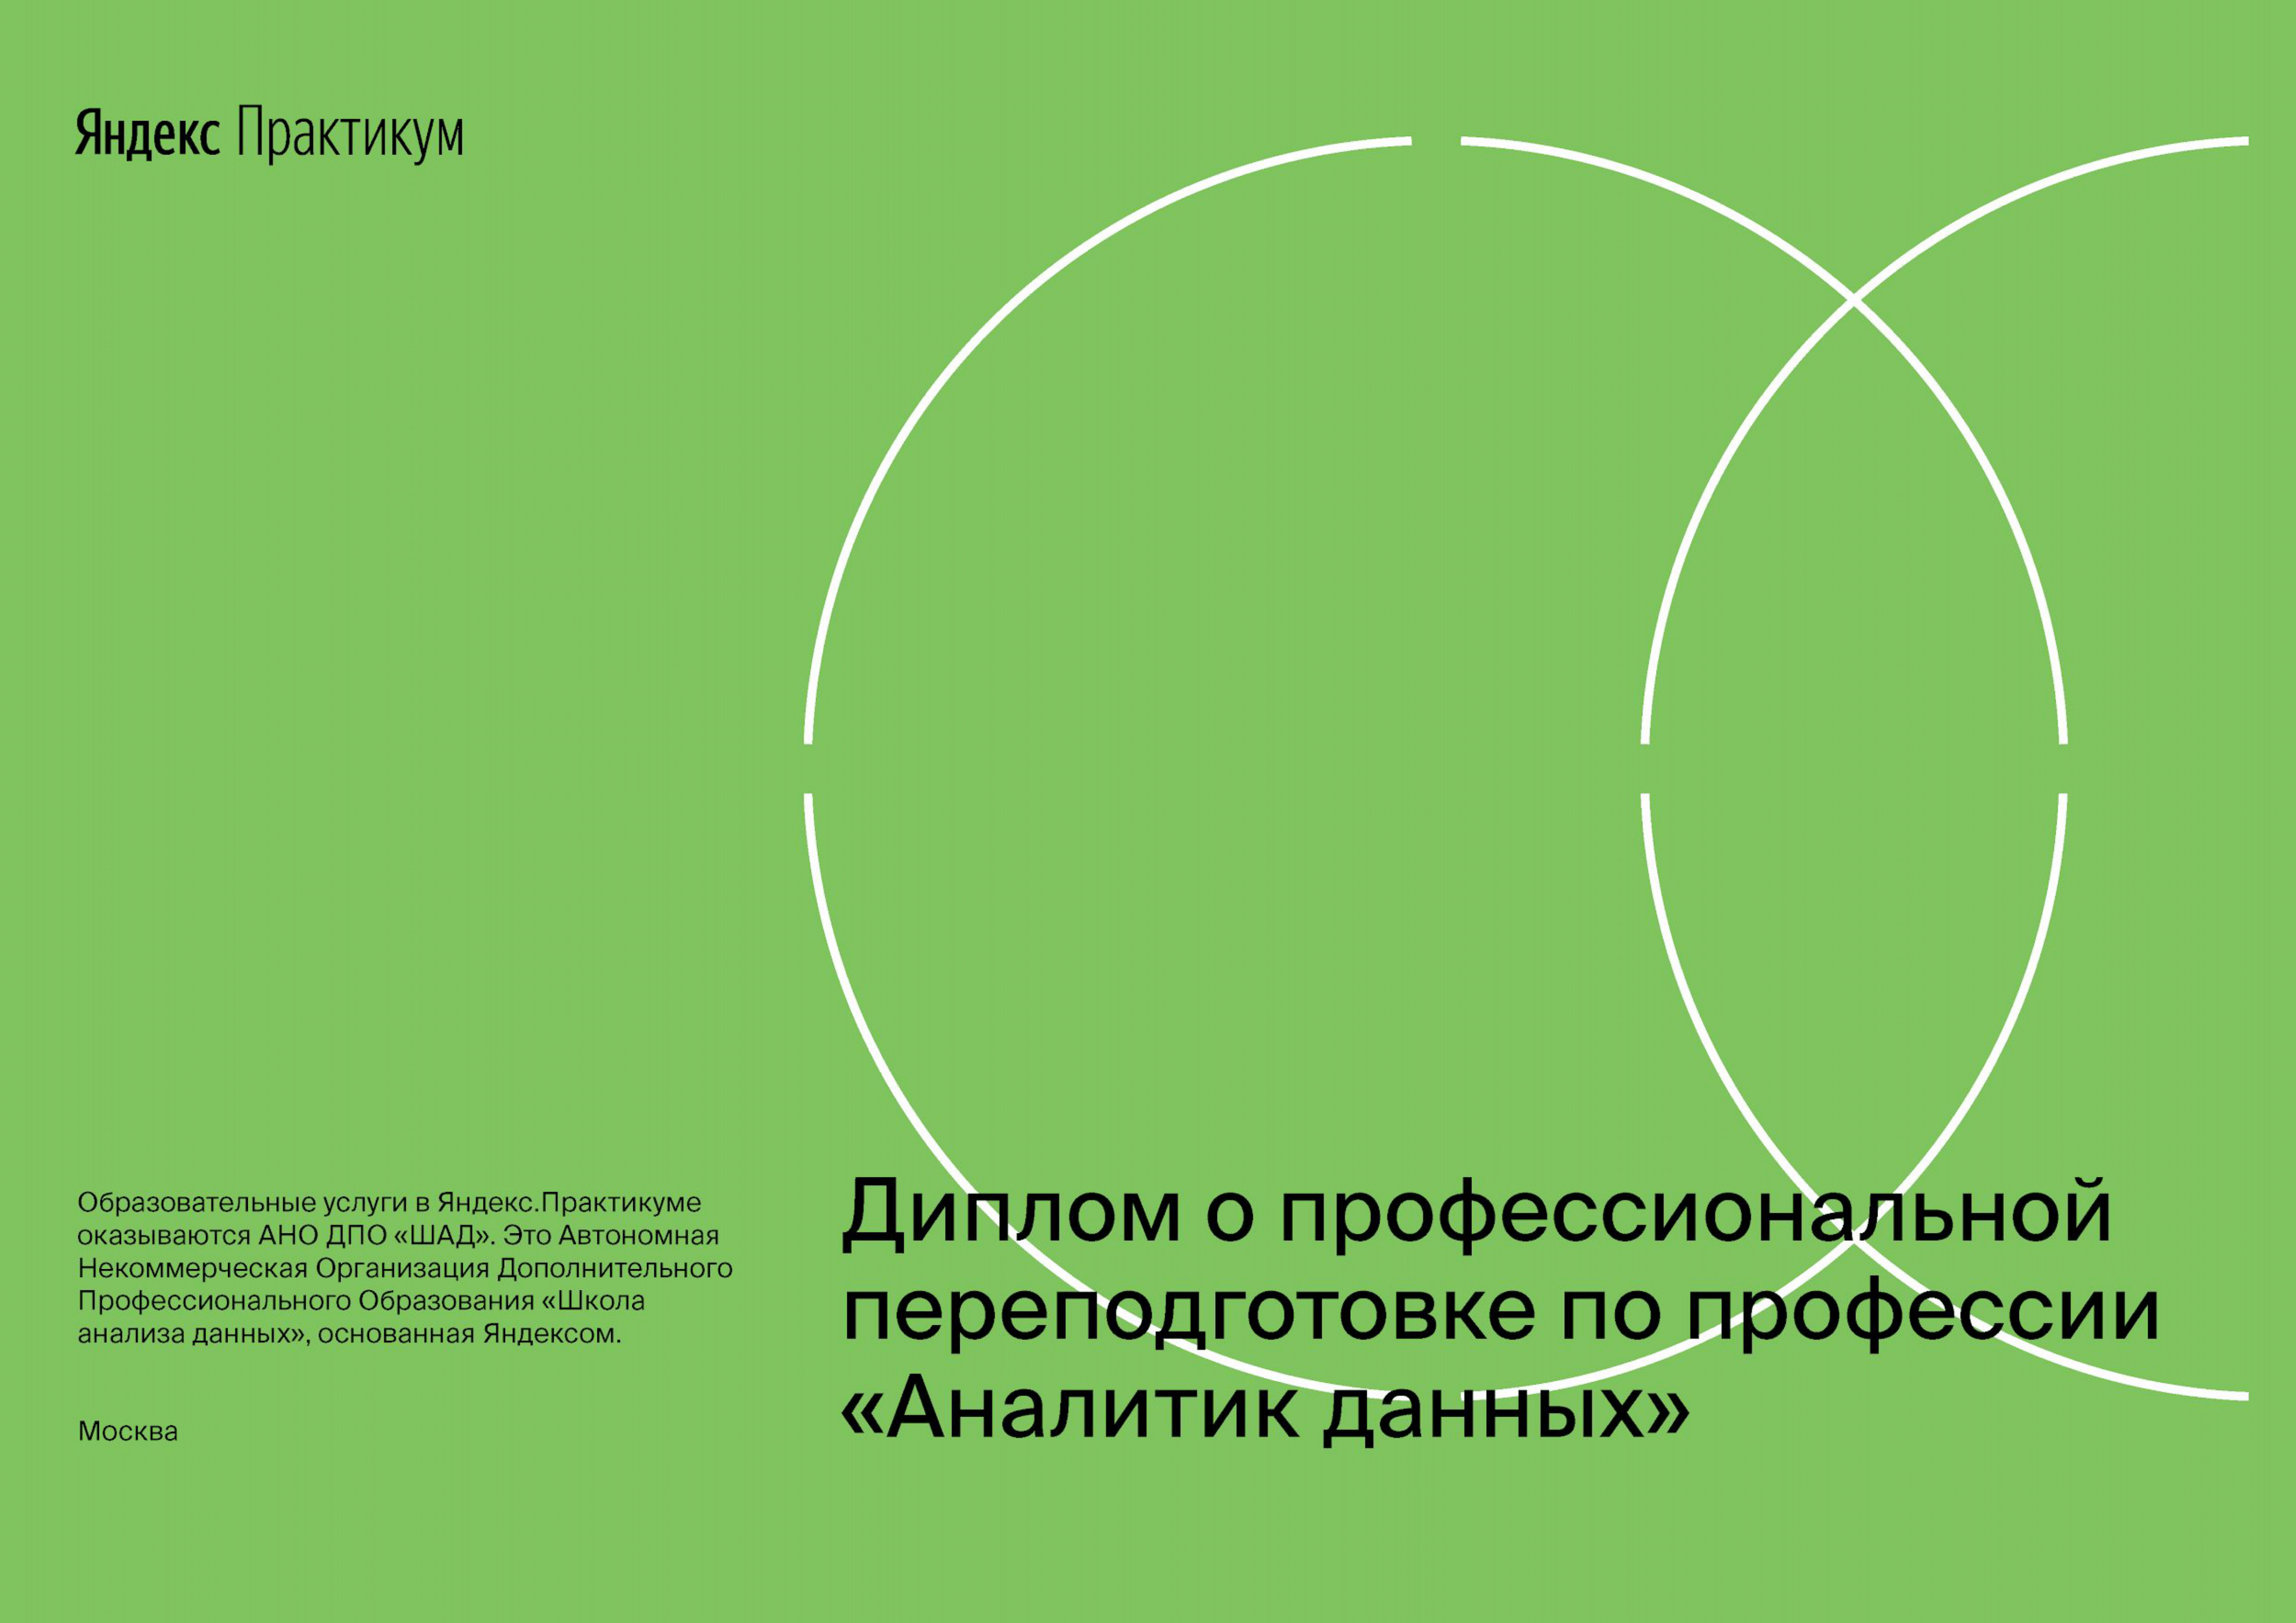 Яндекс Практикум
Образовательные услуги в Яндекс.Практикуме
оказываются АНО ДПО «ШАД». Это Автономная
Некоммерческая Организация Дополнительного
Профессионального Образования «Школа
анализа данных», основанная Яндексом.
Москва
Диплом о профессиональной
переподготовке по профессии
«Аналитик данных»